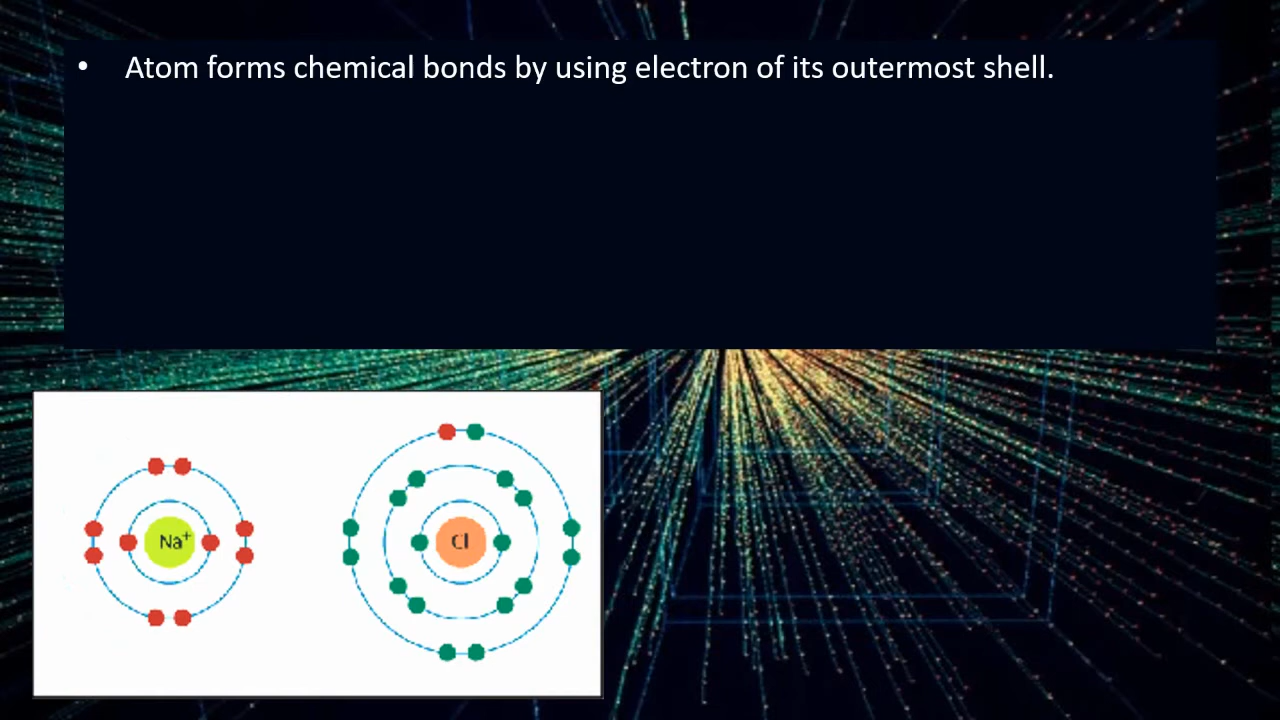 • Atom forms chemical bonds by using electron of its outermost shell.
Na⁺
Cl